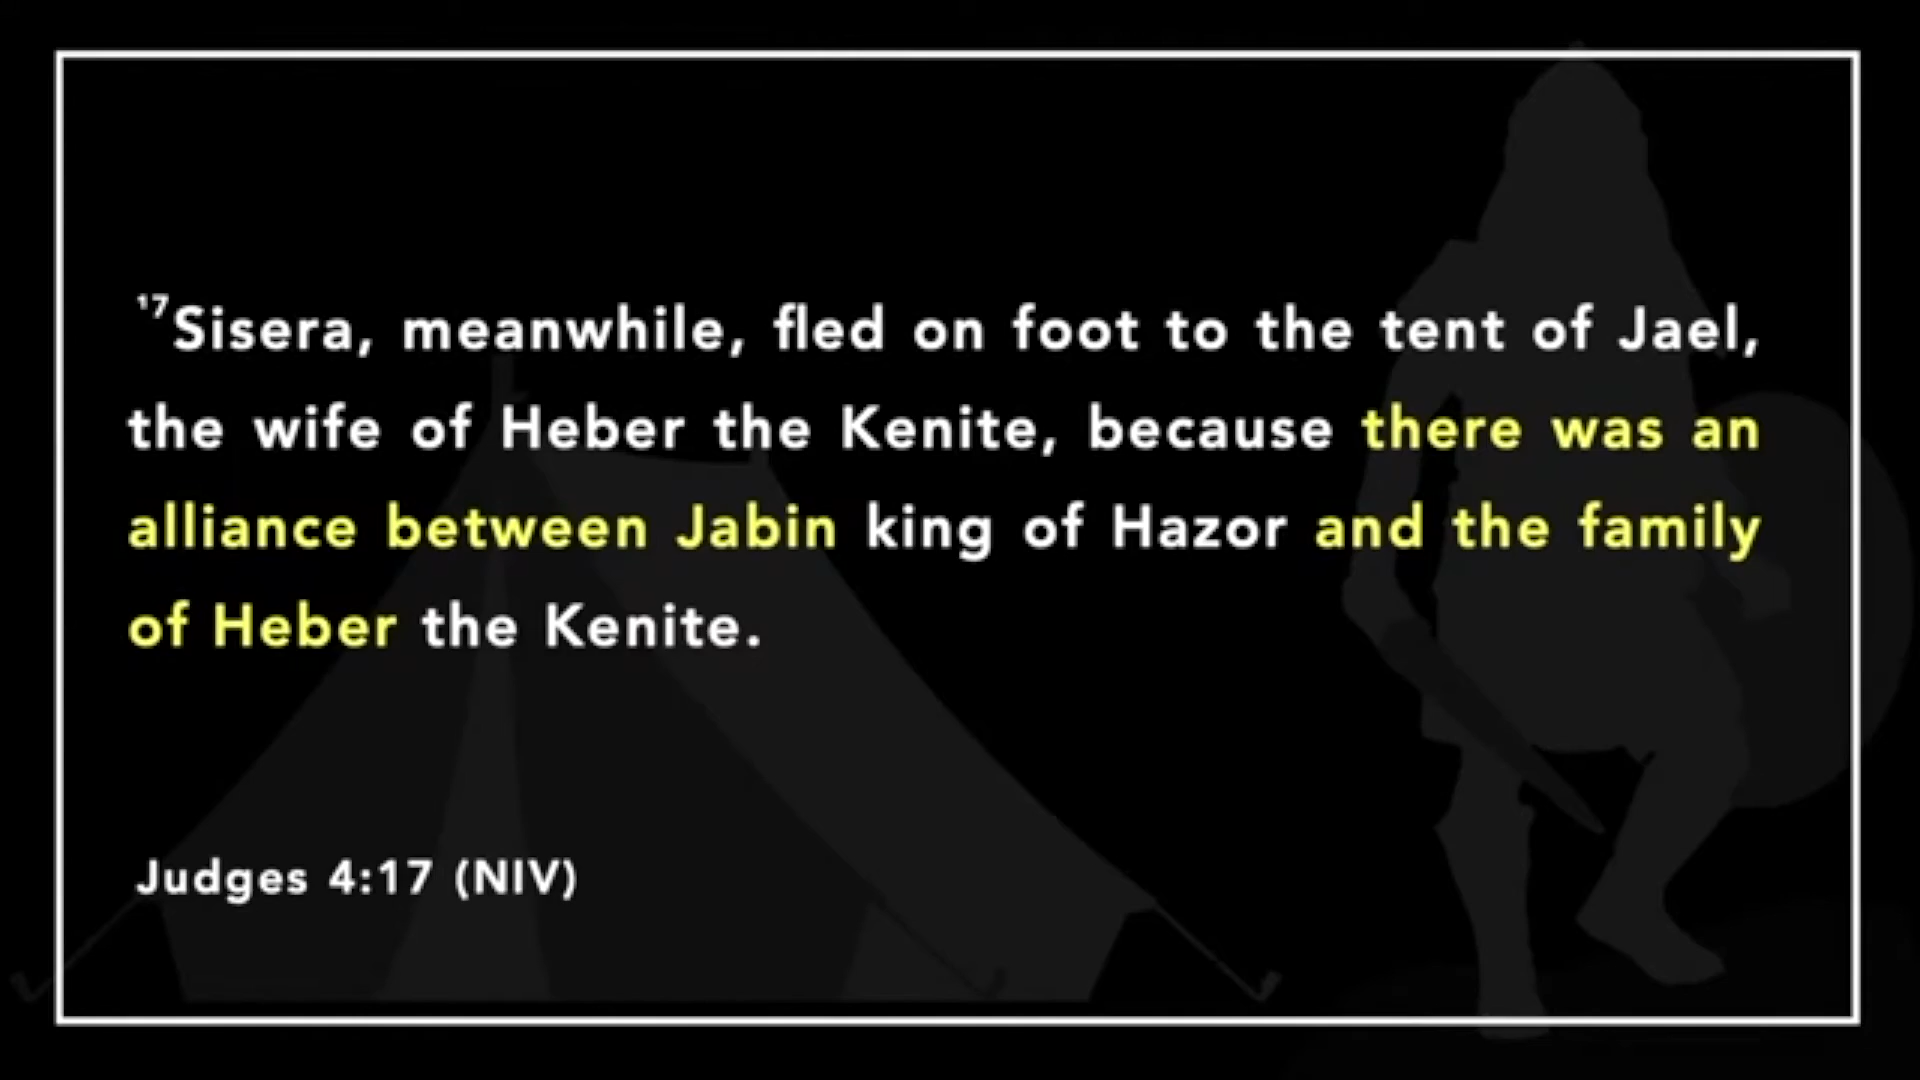 ¹⁷Sisera, meanwhile, fled on foot to the tent of Jael,
the wife of Heber the Kenite, because there was an
alliance between Jabin king of Hazor and the family
of Heber the Kenite.
Judges 4:17 (NIV)